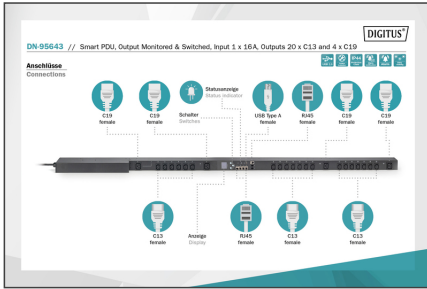 DIGITUS®
DN-95643 // Smart PDU, Output Monitored & Switched, Input 1 x 16A, Outputs 20 x C13 and 4 x C19
Anschlüsse
Connections
C19
female
C19
female
Statusanzeige
Status indicator
Schalter
Switches
USB Type A
female
RJ45
female
C19
female
C19
female
C13
female
Anzeige
Display
RJ45
female
C13
female
C13
female